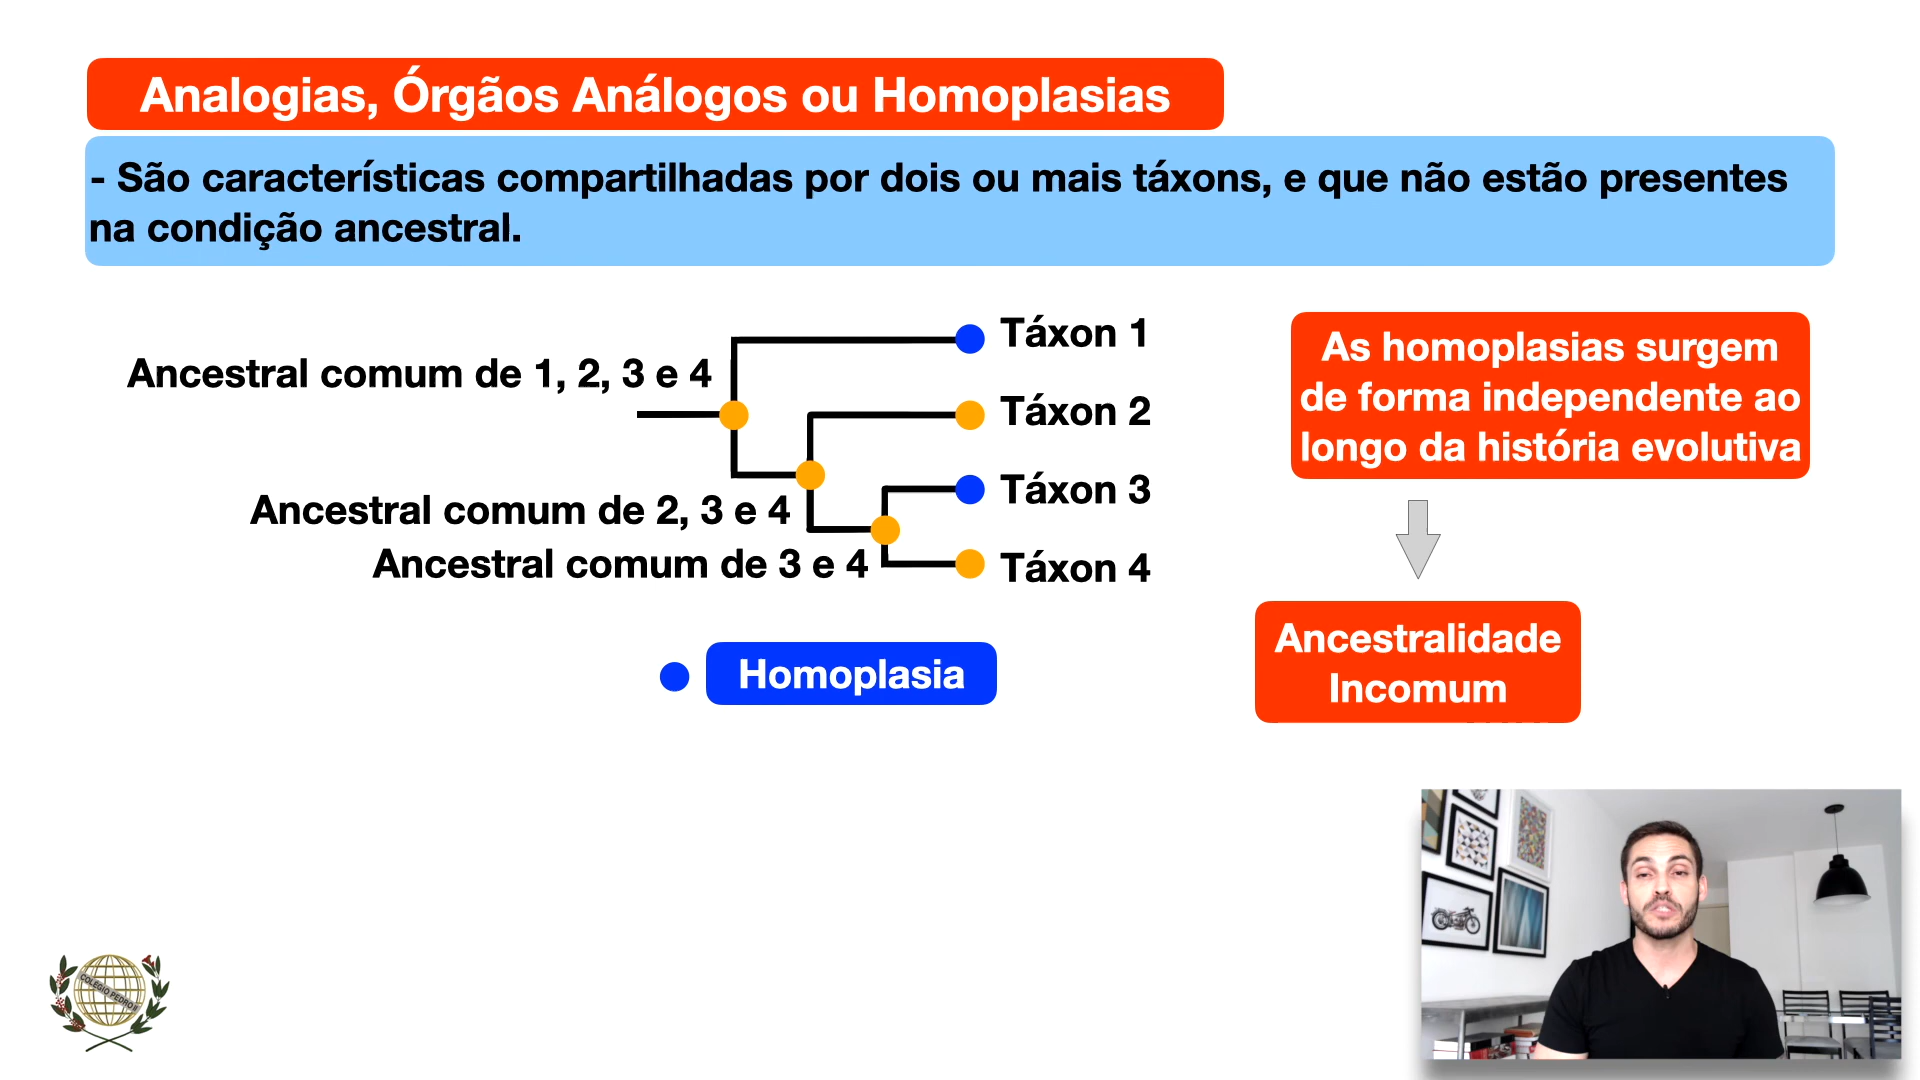 Analogias, Órgãos Análogos ou Homoplasias
- São características compartilhadas por dois ou mais táxons, e que não estão presentes
na condição ancestral.
Ancestral comum de 1, 2, 3 e 4
Ancestral comum de 2, 3 e 4
Ancestral comum de 3 e 4
Táxon 1
Táxon 2
Táxon 3
Táxon 4
Homoplasia
As homoplasias surgem
de forma independente ao
longo da história evolutiva
Ancestralidade
Incomum
COLÉGIO PEDRO II